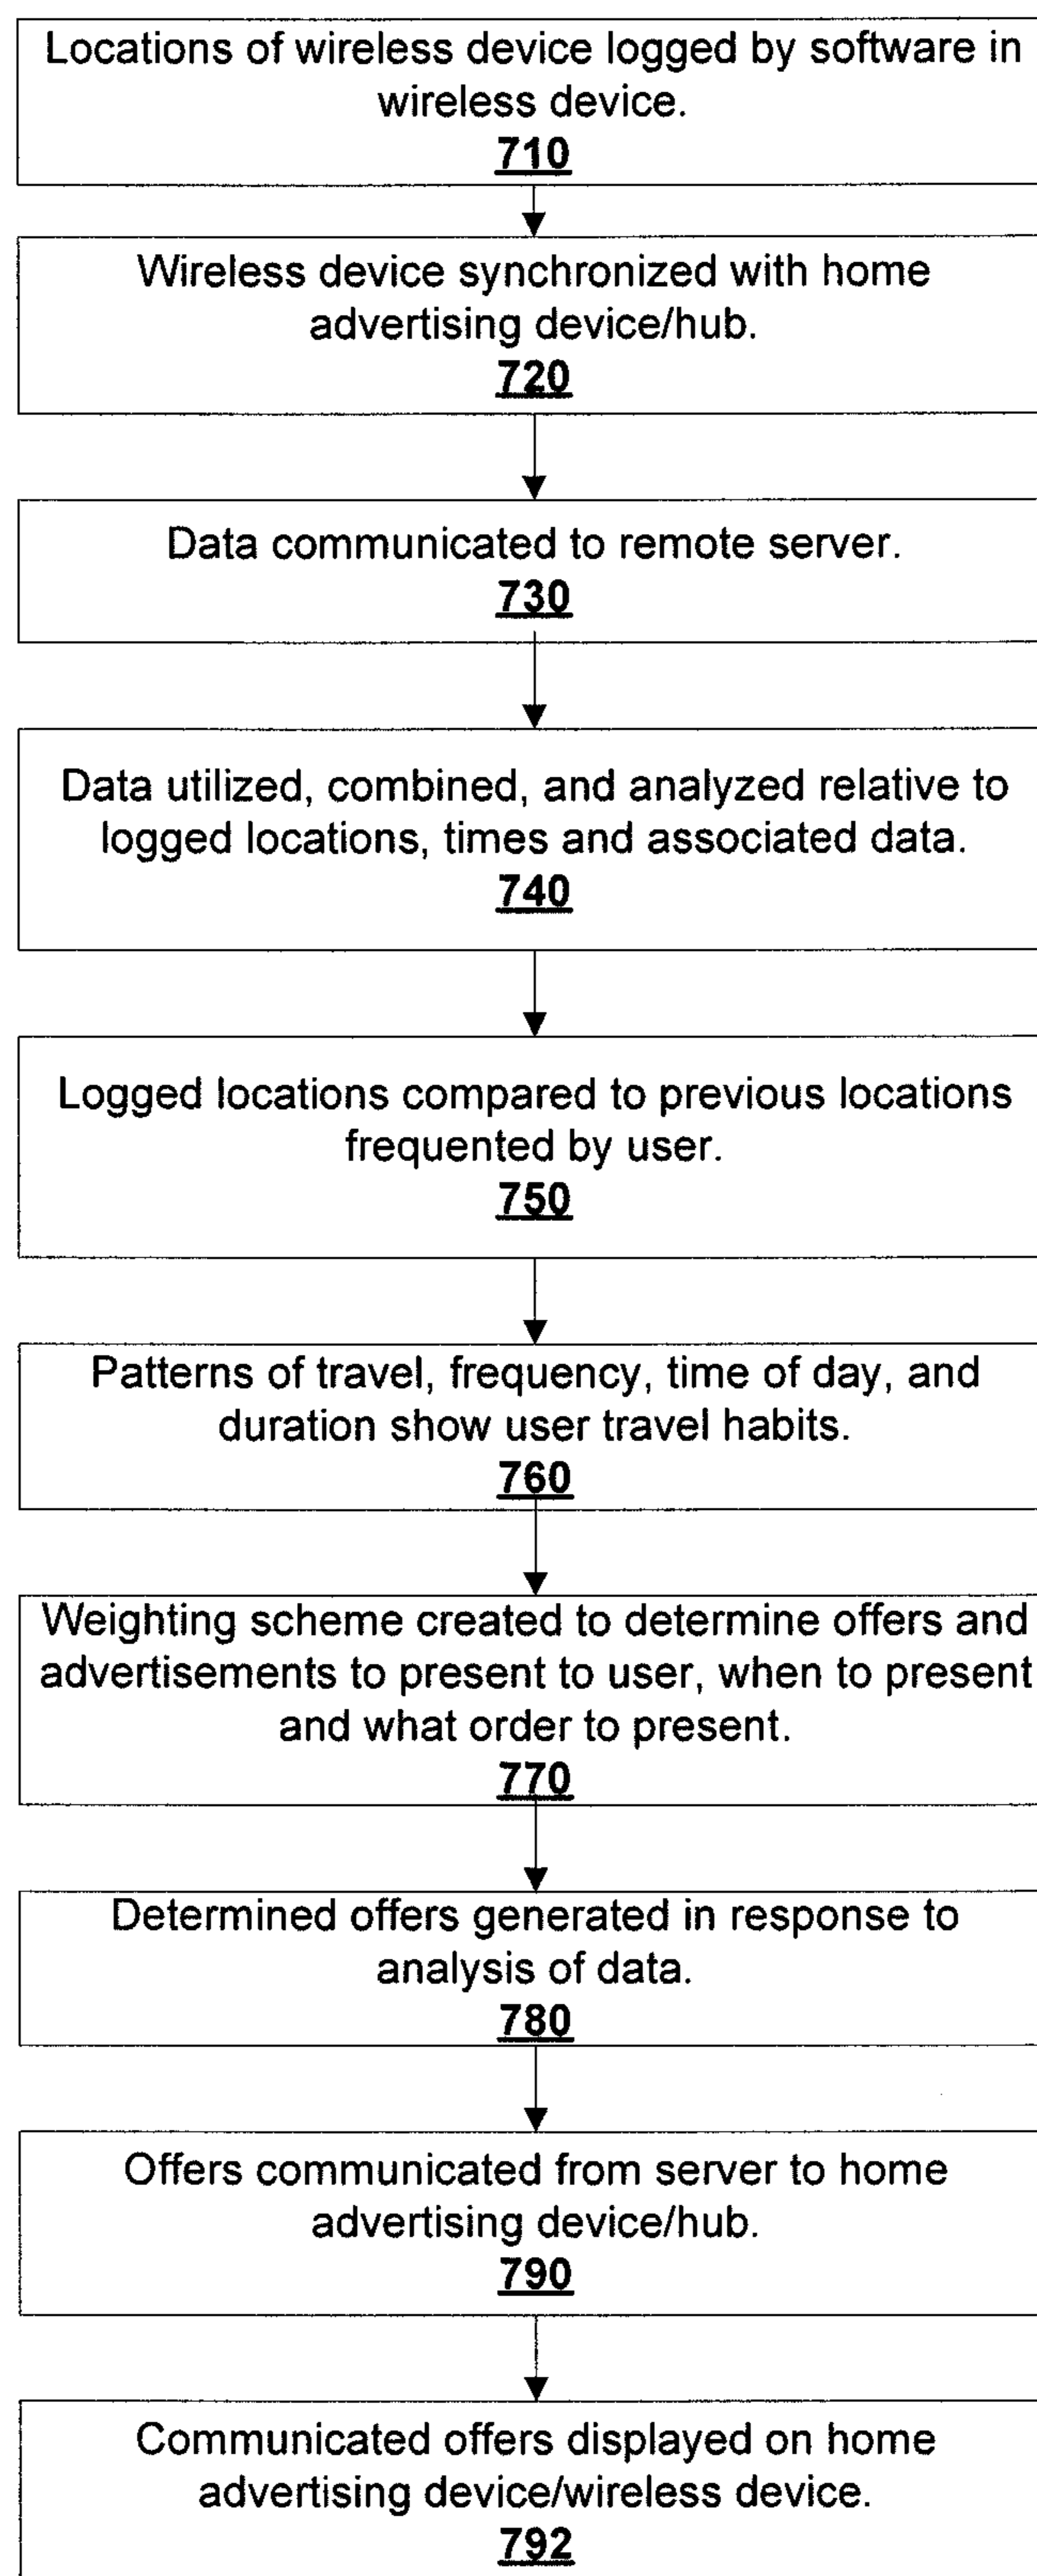 Locations of wireless device logged by software in
wireless device.
710
Wireless device synchronized with home
advertising device/hub.
720
Data communicated to remote server.
730
Data utilized, combined, and analyzed relative to
logged locations, times and associated data.
740
Logged locations compared to previous locations
frequented by user.
750
Patterns of travel, frequency, time of day, and
duration show user travel habits.
760
Weighting scheme created to determine offers and
advertisements to present to user, when to present
and what order to present.
770
Determined offers generated in response to
analysis of data.
780
Offers communicated from server to home
advertising device/hub.
790
Communicated offers displayed on home
advertising device/wireless device.
792